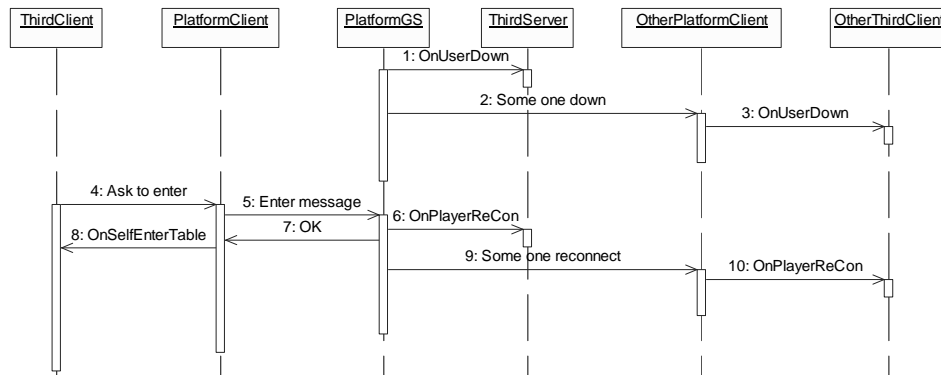 ThirdClient
PlatformClient
PlatformGS
ThirdServer
OtherPlatformClient
OtherThirdClient
1: OnUserDown
2: Some one down
3: OnUserDown
4: Ask to enter
5: Enter message
6: OnPlayerReCon
7: OK
8: OnSelfEnterTable
9: Some one reconnect
10: OnPlayerReCon